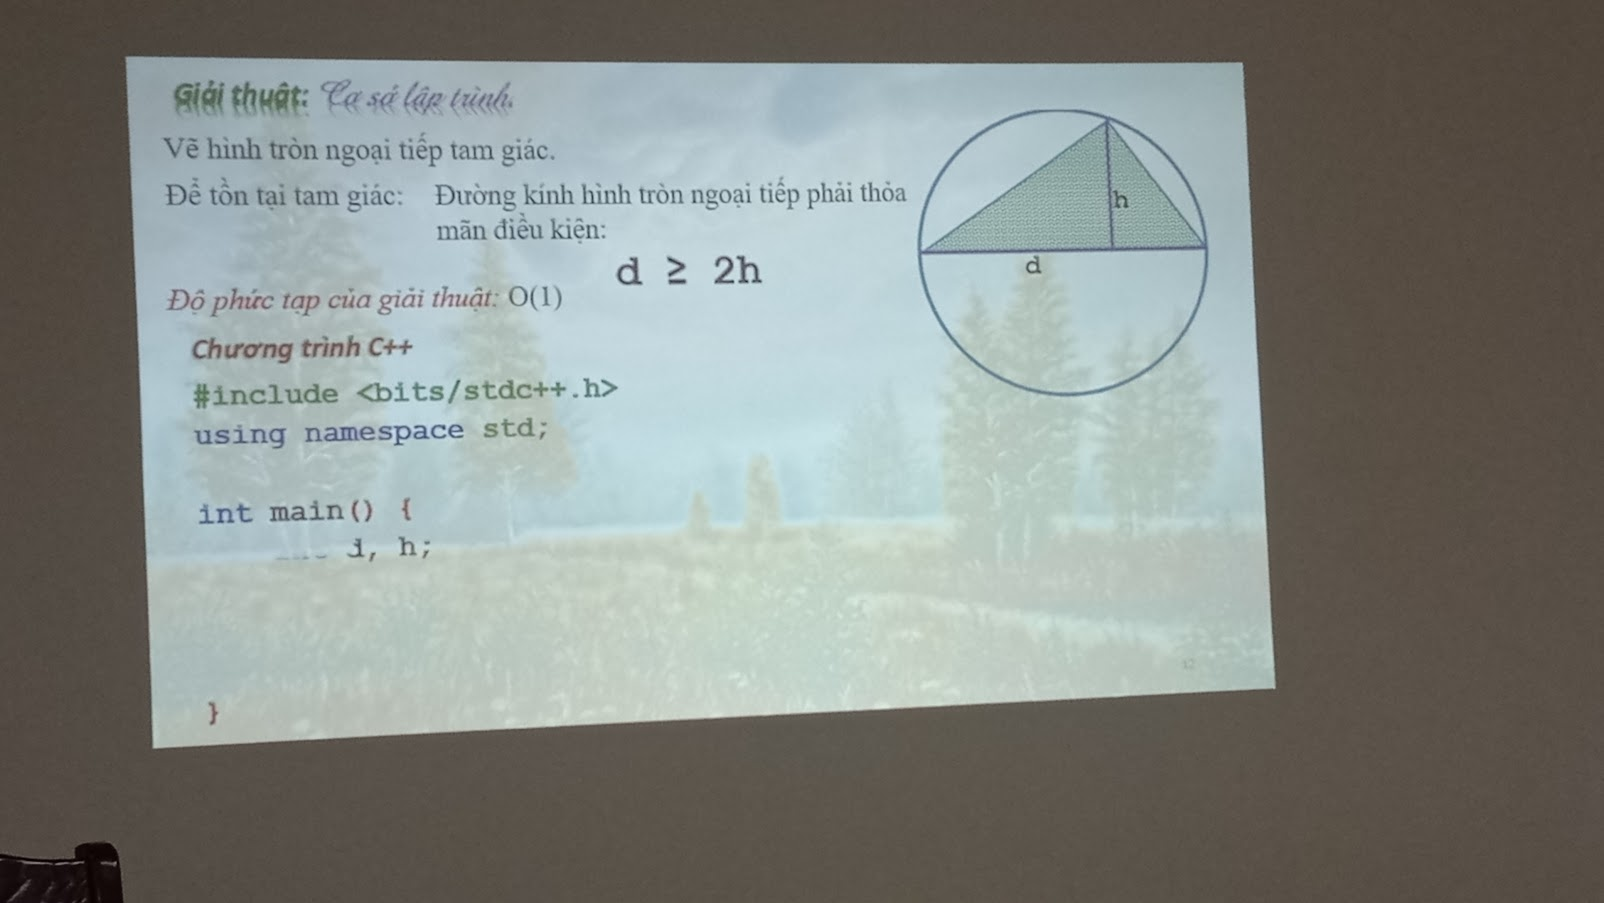 Giải thuật: Cơ sở lập trình.
Vẽ hình tròn ngoại tiếp tam giác.
Để tồn tại tam giác: Đường kính hình tròn ngoại tiếp phải thỏa
mãn điều kiện:
d ≥ 2h
Độ phức tạp của giải thuật: O(1)
Chương trình C++
#include <bits/stdc++.h>
using namespace std;
int main() {
, h;
}
h
d
12